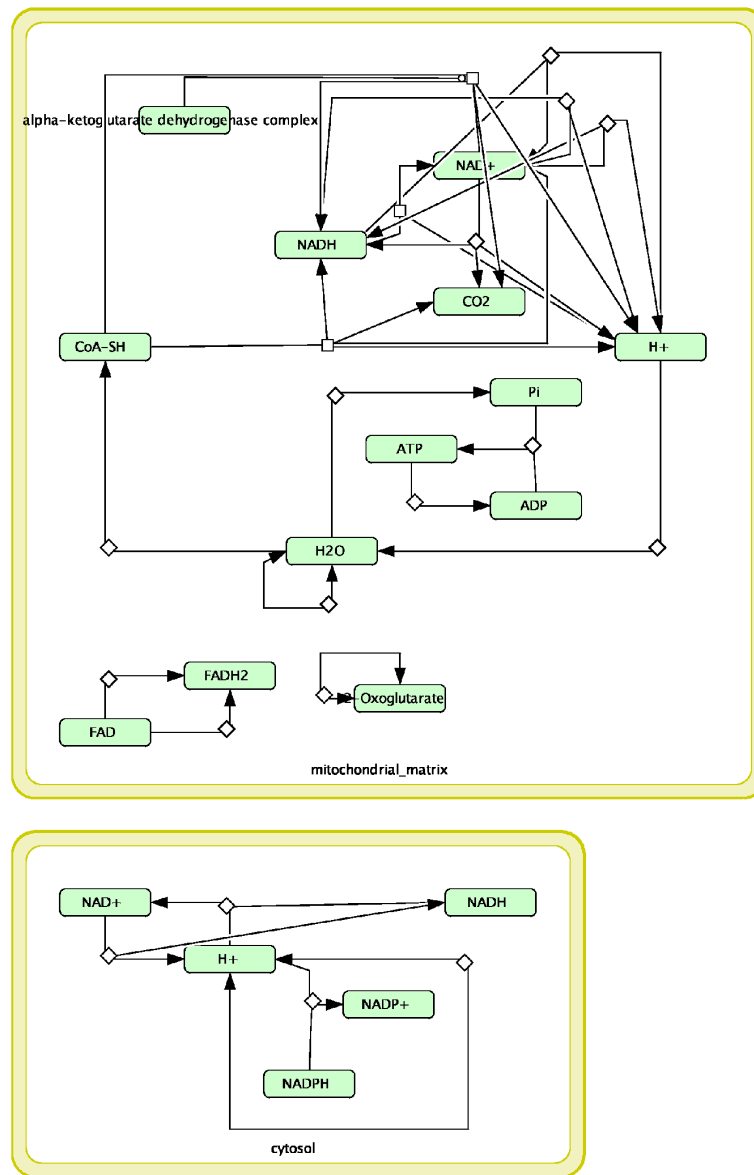 alpha-ketoglutarate dehydrogenase complex
NAD+
NADH
CO2
CoA-SH
H+
Pi
ATP
ADP
H2O
FADH2
2-Oxoglutarate
FAD
mitochondrial_matrix
NAD+
NADH
H+
NADP+
NADPH
cytosol